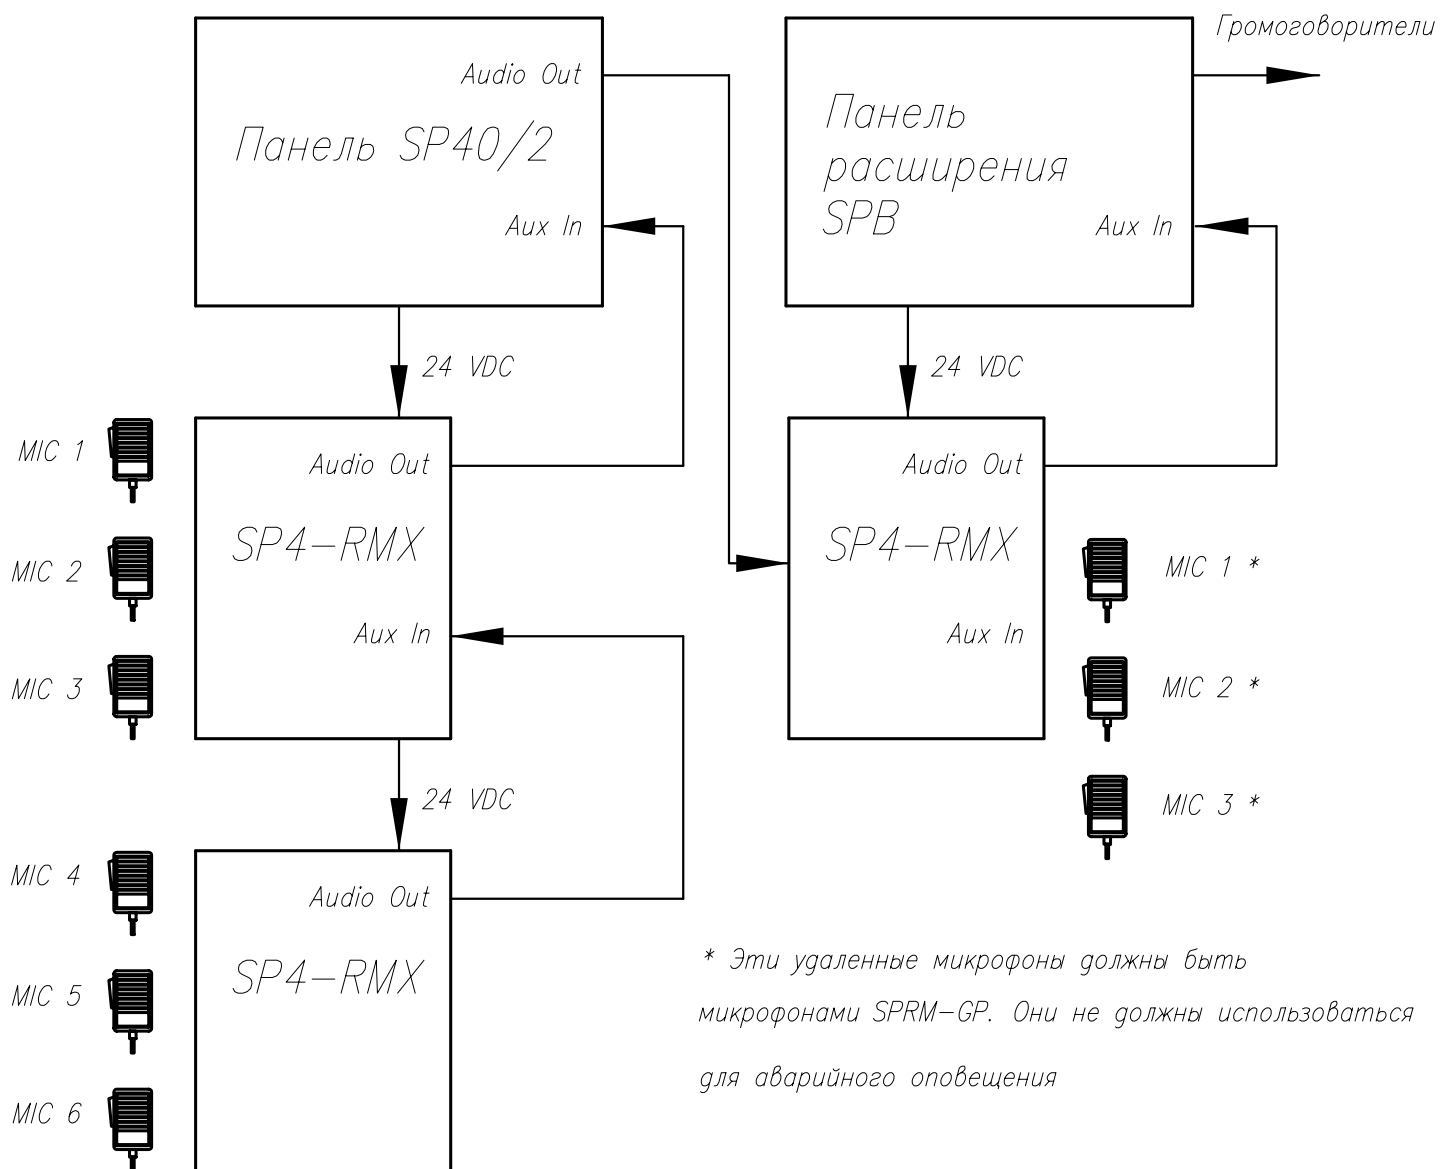 Громоговорители
Audio Out
Панель SP40/2
Aux In
Панель
расширения
SPB
Aux In
24 VDC
24 VDC
MIC 1
MIC 2
MIC 3
Audio Out
SP4-RMX
Aux In
Audio Out
SP4-RMX
Aux In
MIC 1 *
MIC 2 *
MIC 3 *
24 VDC
MIC 4
MIC 5
MIC 6
Audio Out
SP4-RMX
* Эти удаленные микрофоны должны быть
микрофонами SPRM-GP. Они не должны использоваться
для аварийного оповещения